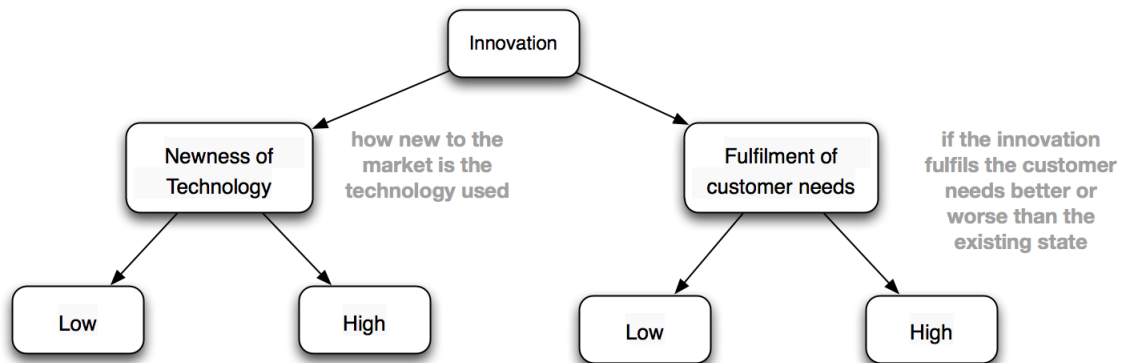 Innovation
Newness of
Technology
how new to the
market is the
technology used
Fulfilment of
customer needs
if the innovation
fulfils the customer
needs better or
worse than the
existing state
Low
High
Low
High